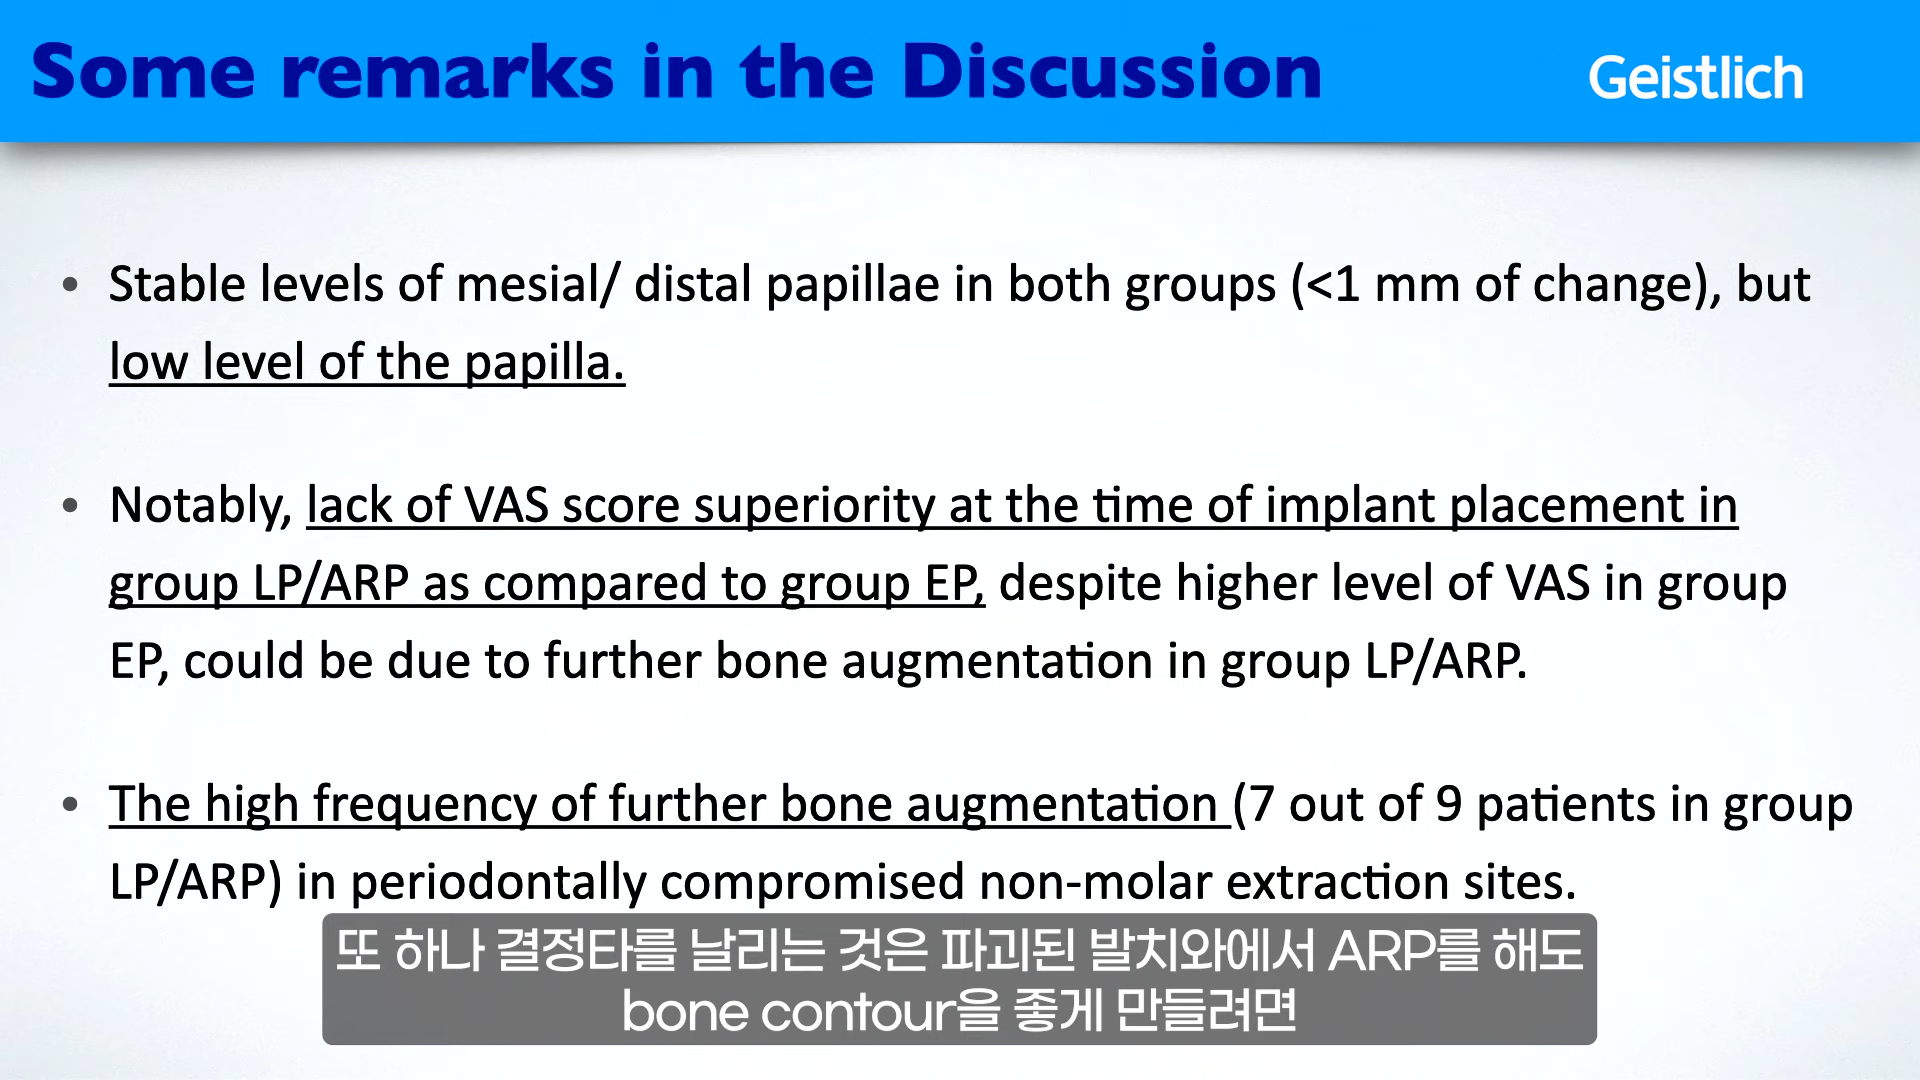 Some remarks in the Discussion
Geistlich
• Stable levels of mesial/ distal papillae in both groups (<1 mm of change), but
low level of the papilla.
• Notably, lack of VAS score superiority at the time of implant placement in
group LP/ARP as compared to group EP, despite higher level of VAS in group
EP, could be due to further bone augmentation in group LP/ARP.
• The high frequency of further bone augmentation (7 out of 9 patients in group
LP/ARP) in periodontally compromised non-molar extraction sites.
또 하나 결정타를 날리는 것은 파괴된 발치와에서 ARP를 해도
bone contour을 좋게 만들려면